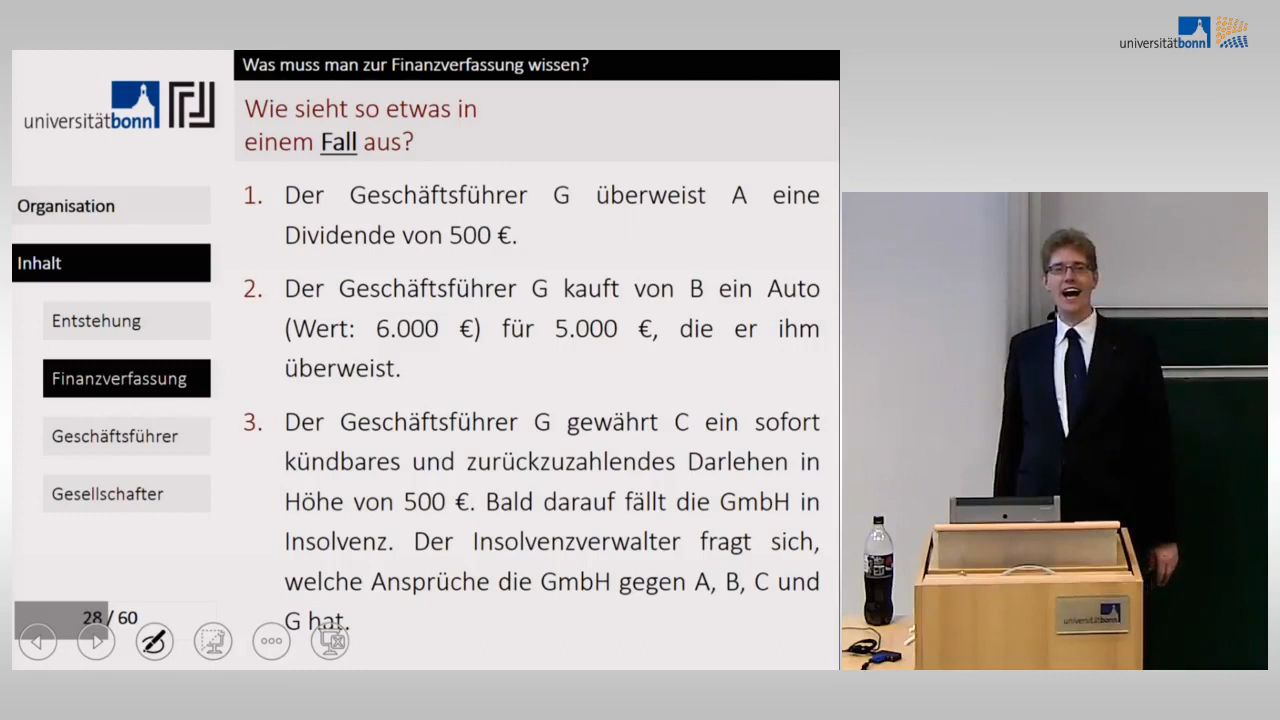 universitätbonn
Was muss man zur Finanzverfassung wissen?
universitätbonn
Wie sieht so etwas in
einem Fall aus?
Organisation
Inhalt
Entstehung
Finanzverfassung
Geschäftsführer
Gesellschafter
28 / 60
1. Der Geschäftsführer G überweist A eine
Dividende von 500 €.
2. Der Geschäftsführer G kauft von B ein Auto
(Wert: 6.000 €) für 5.000 €, die er ihm
überweist.
3. Der Geschäftsführer G gewährt C ein sofort
kündbares und zurückzuzahlendes Darlehen in
Höhe von 500 €. Bald darauf fällt die GmbH in
Insolvenz. Der Insolvenzverwalter fragt sich,
welche Ansprüche die GmbH gegen A, B, C und
G hat.
universitätbonn